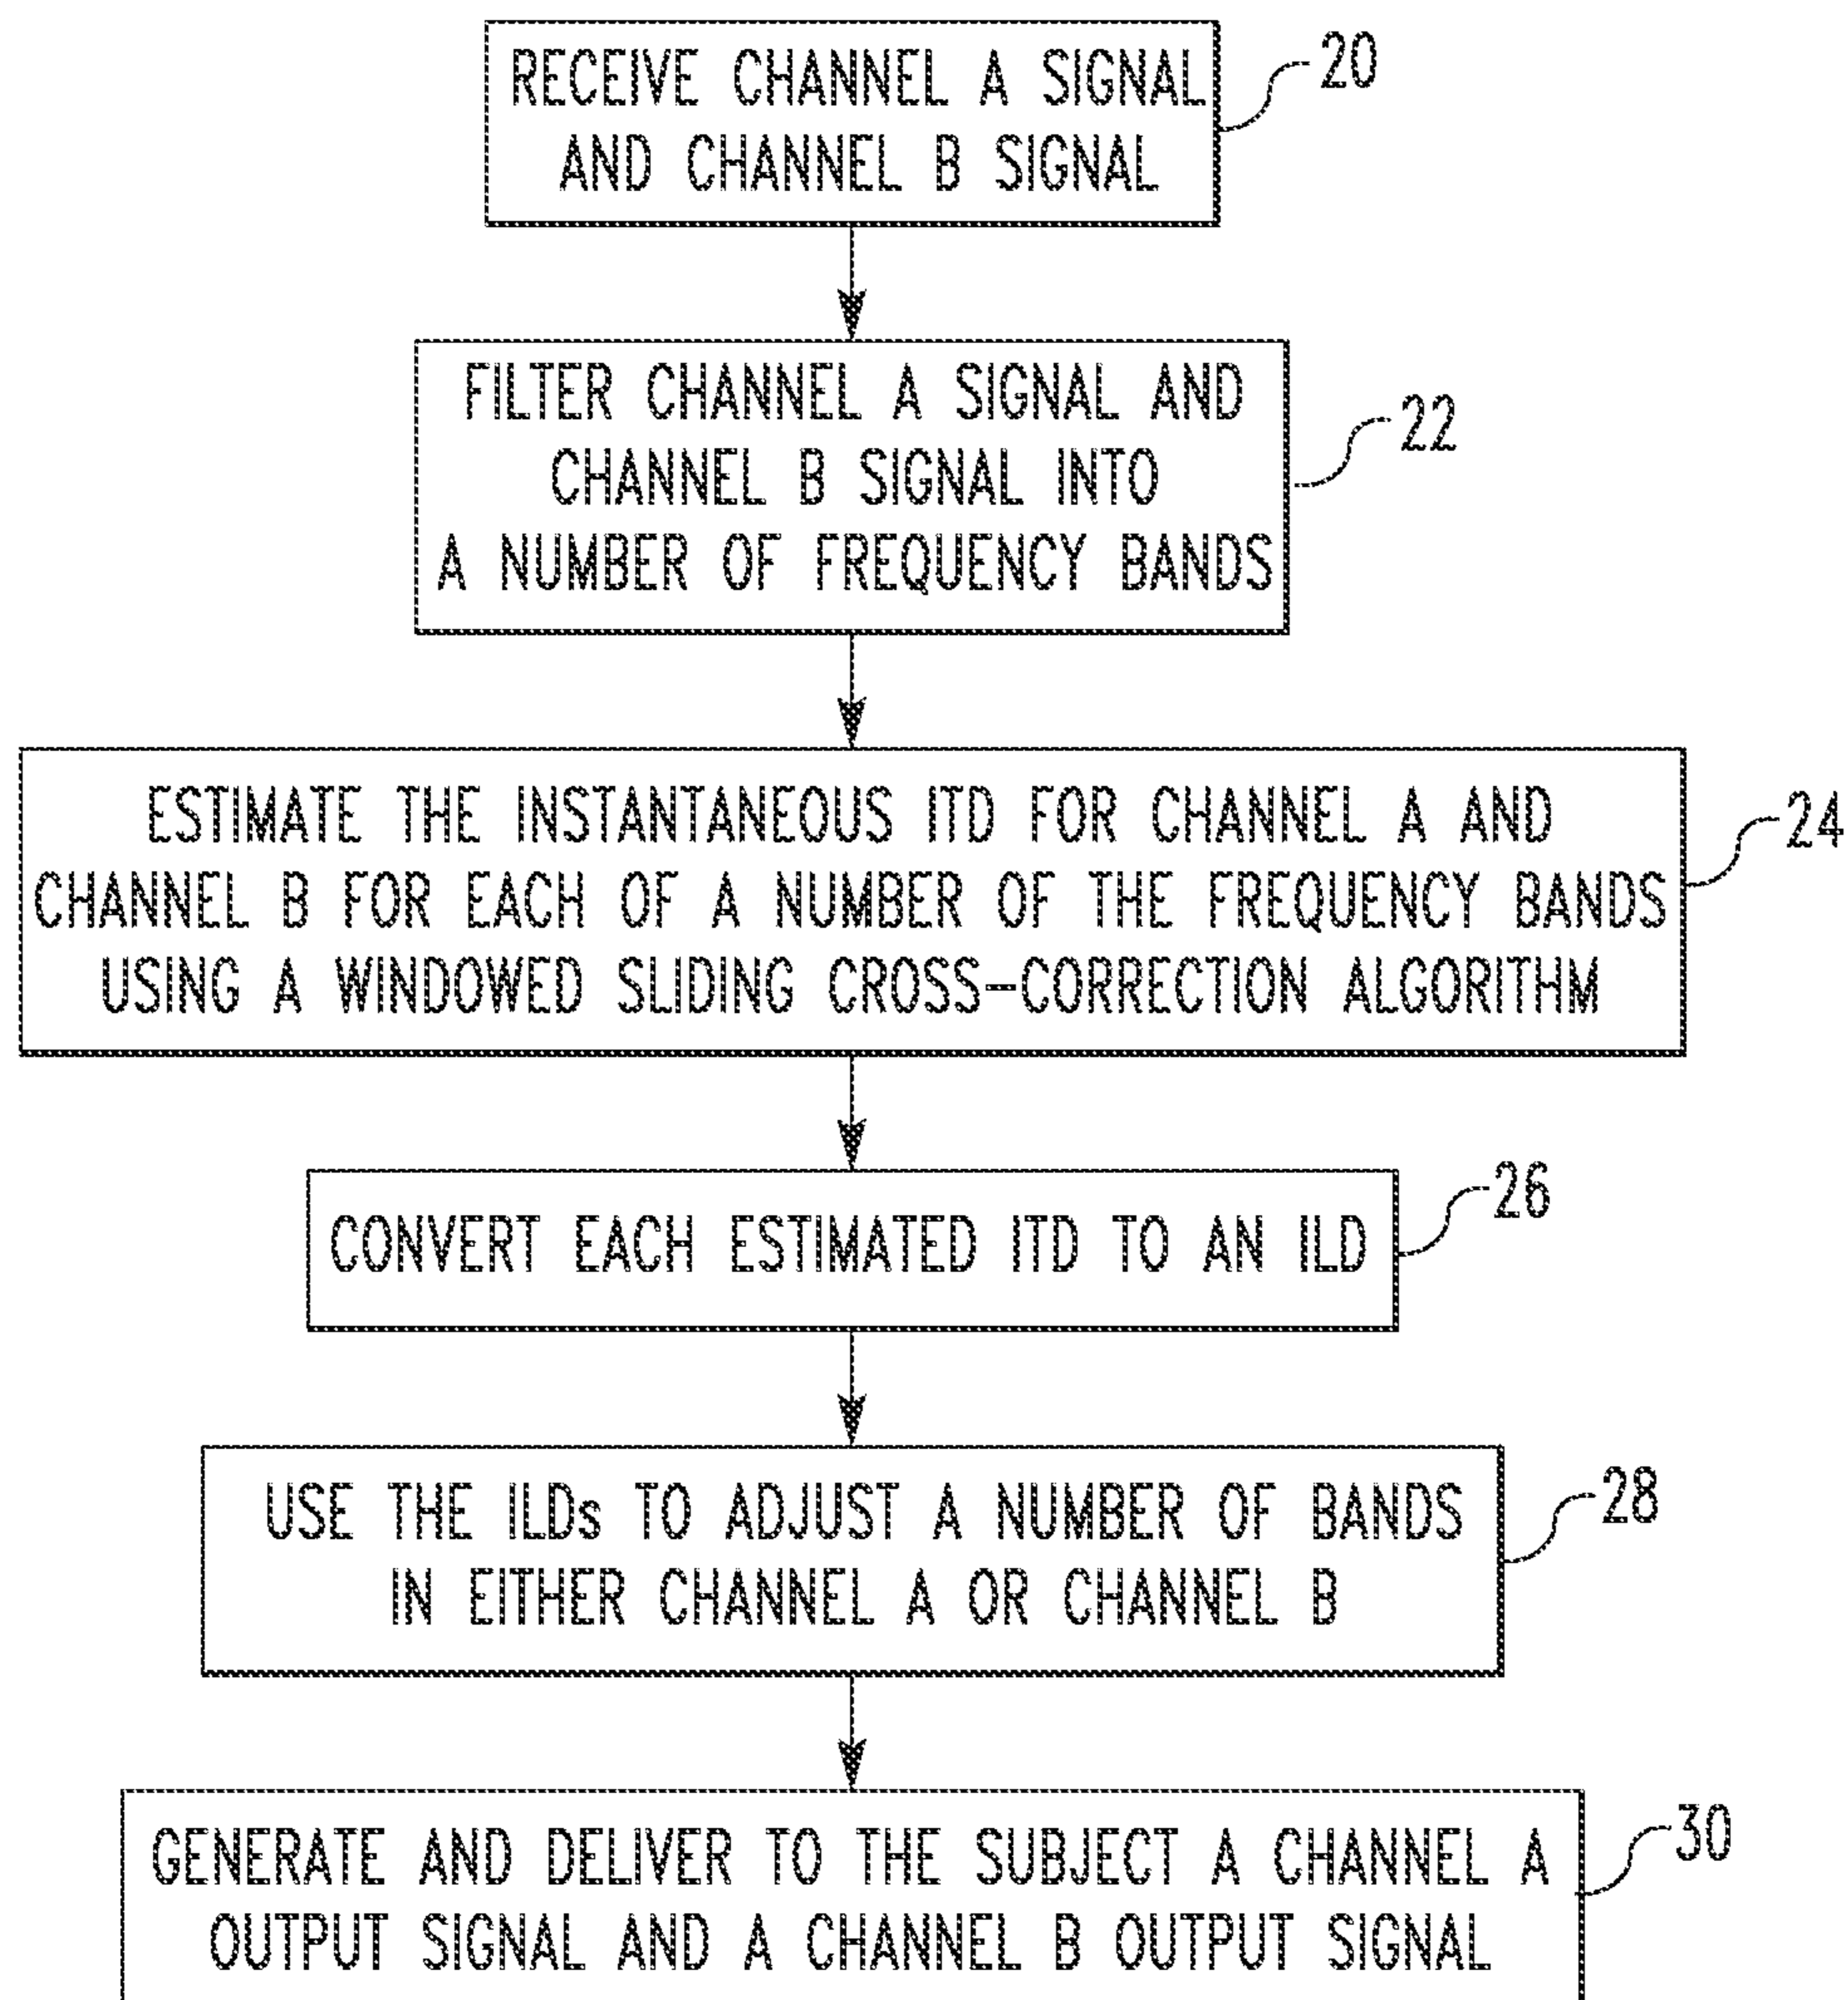 RECEIVE CHANNEL A SIGNAL
AND CHANNEL B SIGNAL
20
FILTER CHANNEL A SIGNAL AND
CHANNEL B SIGNAL INTO
A NUMBER OF FREQUENCY BANDS
22
ESTIMATE THE INSTANTANEOUS ITD FOR CHANNEL A AND
CHANNEL B FOR EACH OF A NUMBER OF THE FREQUENCY BANDS
USING A WINDOWED SLIDING CROSS-CORRECTION ALGORITHM
24
CONVERT EACH ESTIMATED ITD TO AN ILD
26
USE THE ILDs TO ADJUST A NUMBER OF BANDS
IN EITHER CHANNEL A OR CHANNEL B
28
GENERATE AND DELIVER TO THE SUBJECT A CHANNEL A
OUTPUT SIGNAL AND A CHANNEL B OUTPUT SIGNAL
30